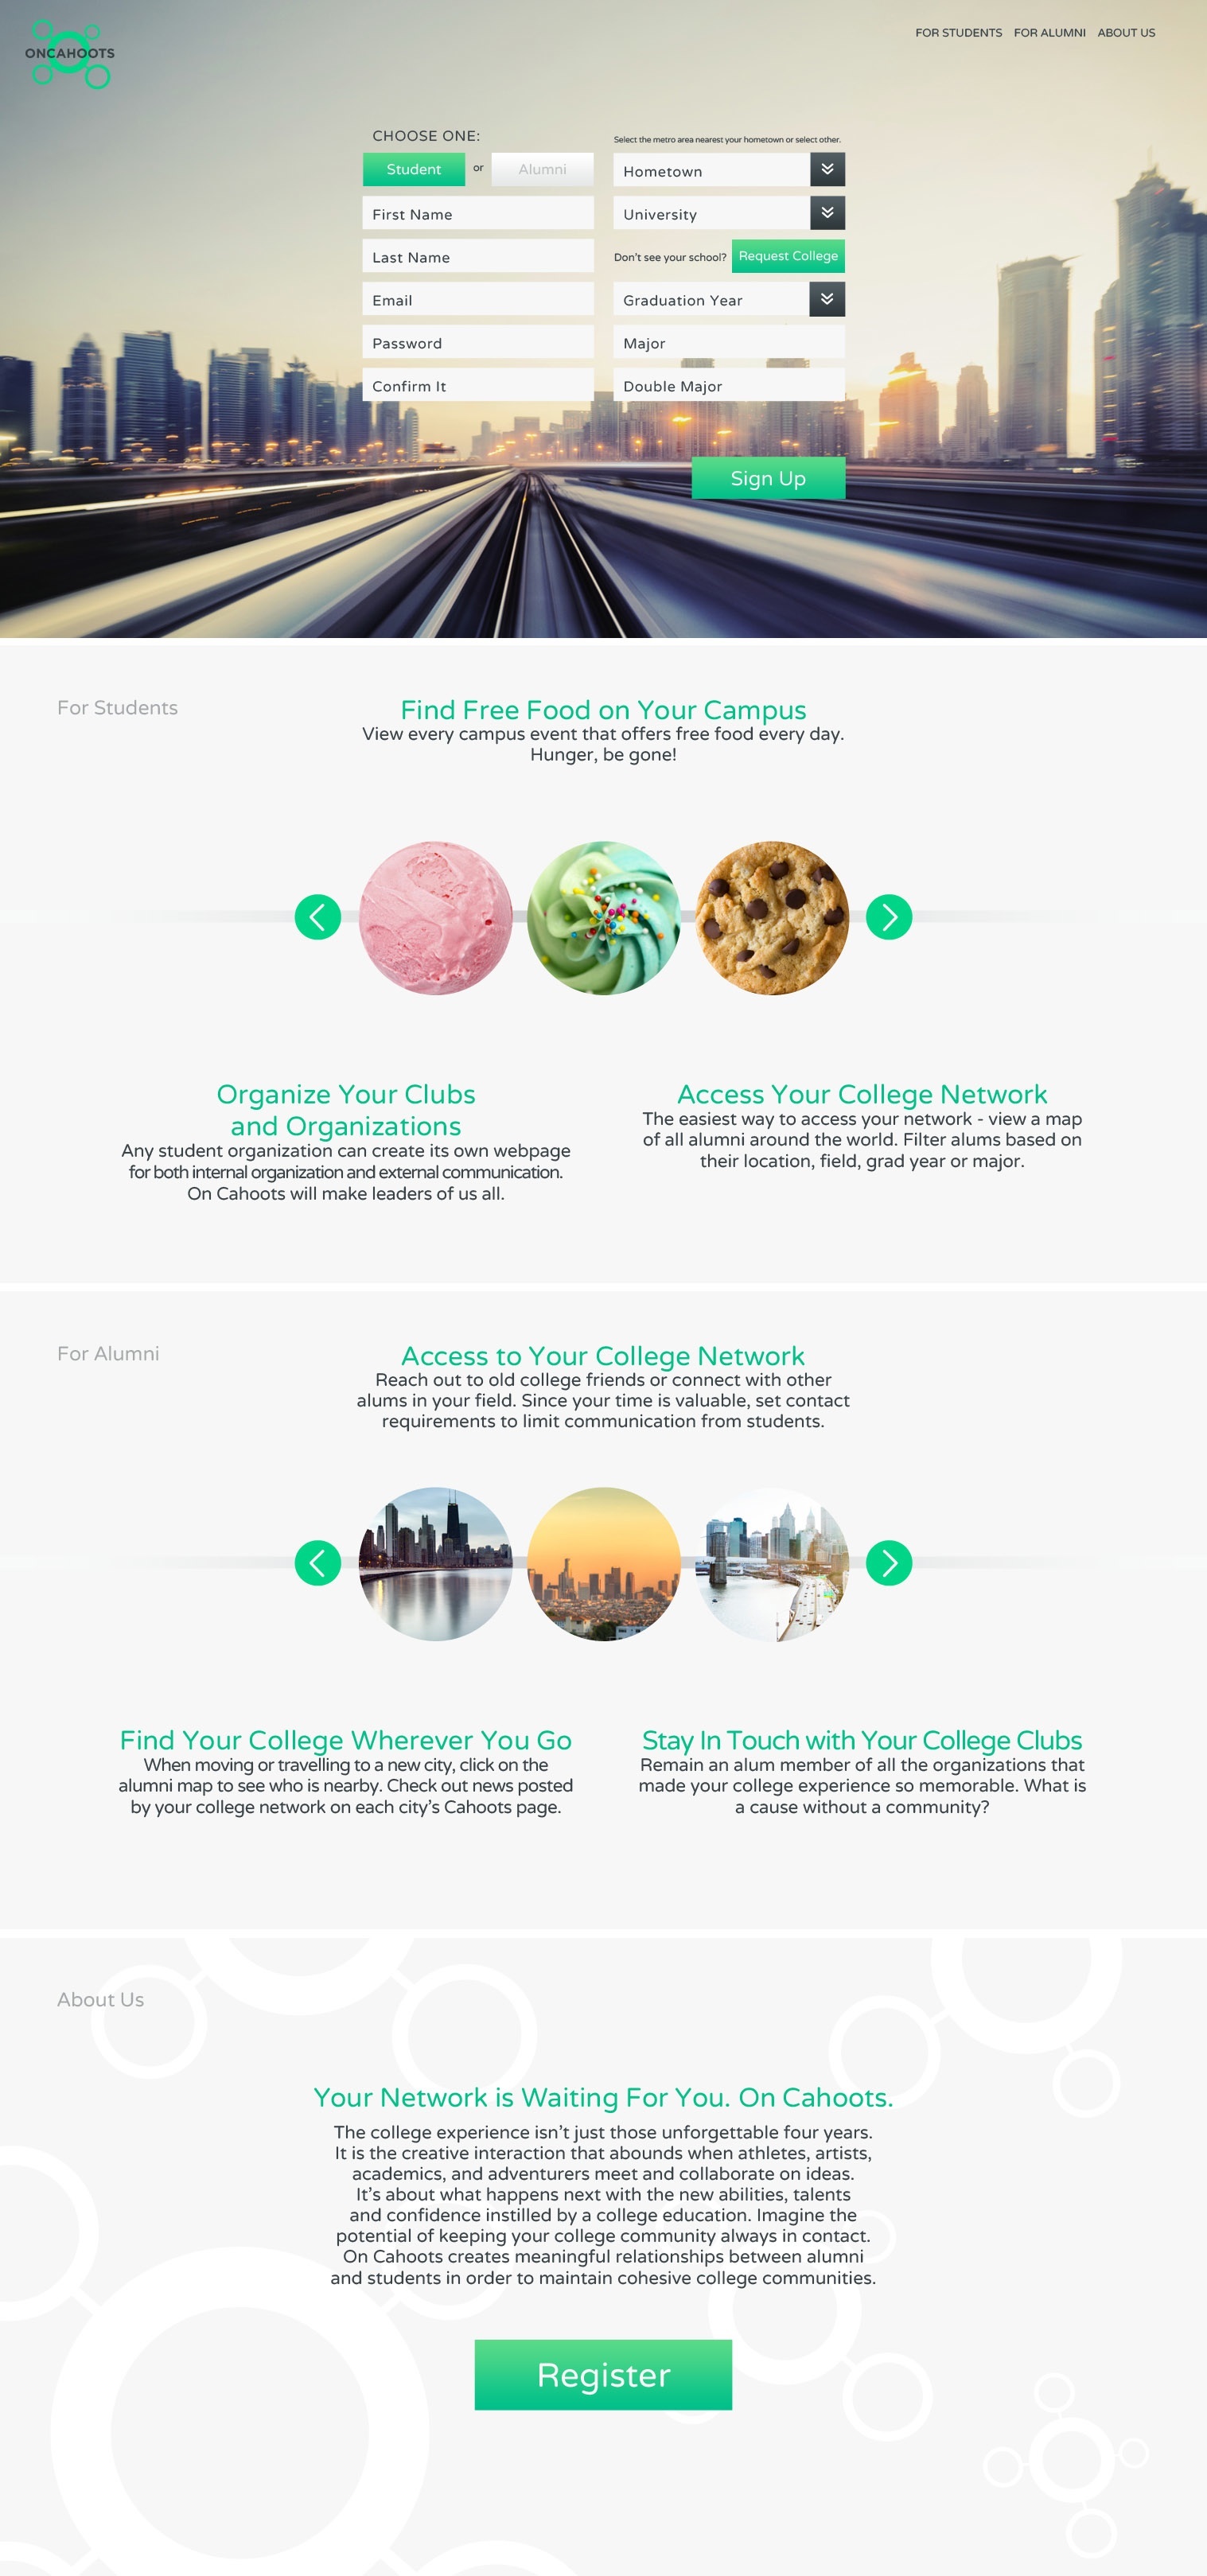 ONCAHOOTS
FOR STUDENTS FOR ALUMNI ABOUT US
CHOOSE ONE:
Student or Alumni
First Name
Last Name
Email
Password
Confirm It
Select the metro area nearest your hometown or select other.
Hometown
University
Don't see your school? Request College
Graduation Year
Major
Double Major
Sign Up
For Students
Find Free Food on Your Campus
View every campus event that offers free food every day.
Hunger, be gone!
Organize Your Clubs
and Organizations
Any student organization can create its own webpage
for both internal organization and external communication.
On Cahoots will make leaders of us all.
Access Your College Network
The easiest way to access your network - view a map
of all alumni around the world. Filter alums based on
their location, field, grad year or major.
For Alumni
Access to Your College Network
Reach out to old college friends or connect with other
alums in your field. Since your time is valuable, set contact
requirements to limit communication from students.
Find Your College Wherever You Go
When moving or travelling to a new city, click on the
alumni map to see who is nearby. Check out news posted
by your college network on each city's Cahoots page.
Stay In Touch with Your College Clubs
Remain an alum member of all the organizations that
made your college experience so memorable. What is
a cause without a community?
About Us
Your Network is Waiting For You. On Cahoots.
The college experience isn't just those unforgettable four years.
It is the creative interaction that abounds when athletes, artists,
academics, and adventurers meet and collaborate on ideas.
It's about what happens next with the new abilities, talents
and confidence instilled by a college education. Imagine the
potential of keeping your college community always in contact.
On Cahoots creates meaningful relationships between alumni
and students in order to maintain cohesive college communities.
Register